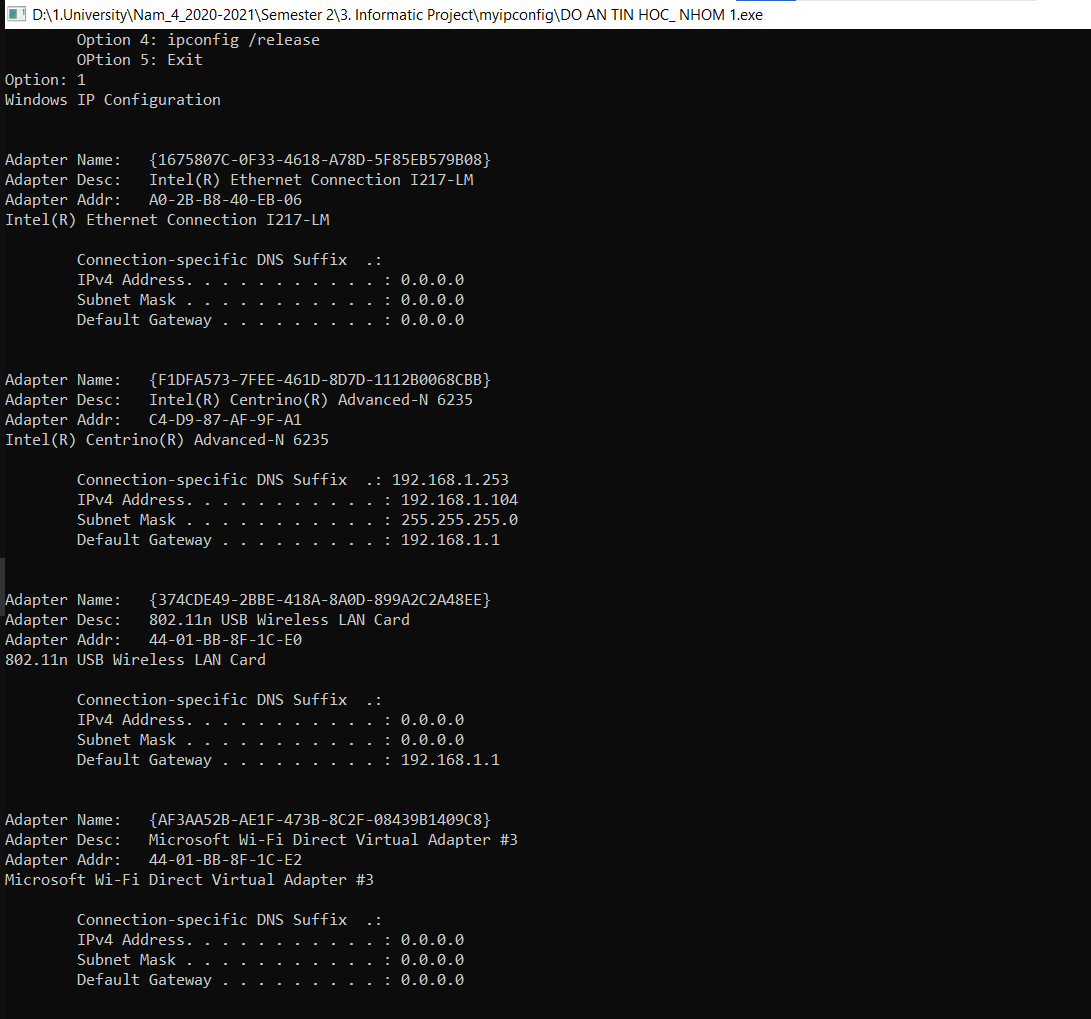 D:\1.University\Nam_4_2020-2021\Semester 2\3. Informatic Project\myipconfig\DO AN TIN HOC_ NHOM 1.exe
Option 4: ipconfig /release
OPtion 5: Exit
Option: 1
Windows IP Configuration
Adapter Name: {1675807C-0F33-4618-A78D-5F85EB579B08}
Adapter Desc: Intel(R) Ethernet Connection I217-LM
Adapter Addr: A0-2B-B8-40-EB-06
Intel(R) Ethernet Connection I217-LM
Connection-specific DNS Suffix .:
IPv4 Address. . . . . . . . . . . : 0.0.0.0
Subnet Mask . . . . . . . . . . . : 0.0.0.0
Default Gateway . . . . . . . . . : 0.0.0.0
Adapter Name: {F1DFA573-7FEE-461D-8D7D-1112B0068CBB}
Adapter Desc: Intel(R) Centrino(R) Advanced-N 6235
Adapter Addr: C4-D9-87-AF-9F-A1
Intel(R) Centrino(R) Advanced-N 6235
Connection-specific DNS Suffix .: 192.168.1.253
IPv4 Address. . . . . . . . . . . : 192.168.1.104
Subnet Mask . . . . . . . . . . . : 255.255.255.0
Default Gateway . . . . . . . . . : 192.168.1.1
Adapter Name: {374CDE49-2BBE-418A-8A0D-899A2C2A48EE}
Adapter Desc: 802.11n USB Wireless LAN Card
Adapter Addr: 44-01-BB-8F-1C-E0
802.11n USB Wireless LAN Card
Connection-specific DNS Suffix .:
IPv4 Address. . . . . . . . . . . : 0.0.0.0
Subnet Mask . . . . . . . . . . . : 0.0.0.0
Default Gateway . . . . . . . . . : 192.168.1.1
Adapter Name: {AF3AA52B-AE1F-473B-8C2F-08439B1409C8}
Adapter Desc: Microsoft Wi-Fi Direct Virtual Adapter #3
Adapter Addr: 44-01-BB-8F-1C-E2
Microsoft Wi-Fi Direct Virtual Adapter #3
Connection-specific DNS Suffix .:
IPv4 Address. . . . . . . . . . . : 0.0.0.0
Subnet Mask . . . . . . . . . . . : 0.0.0.0
Default Gateway . . . . . . . . . : 0.0.0.0